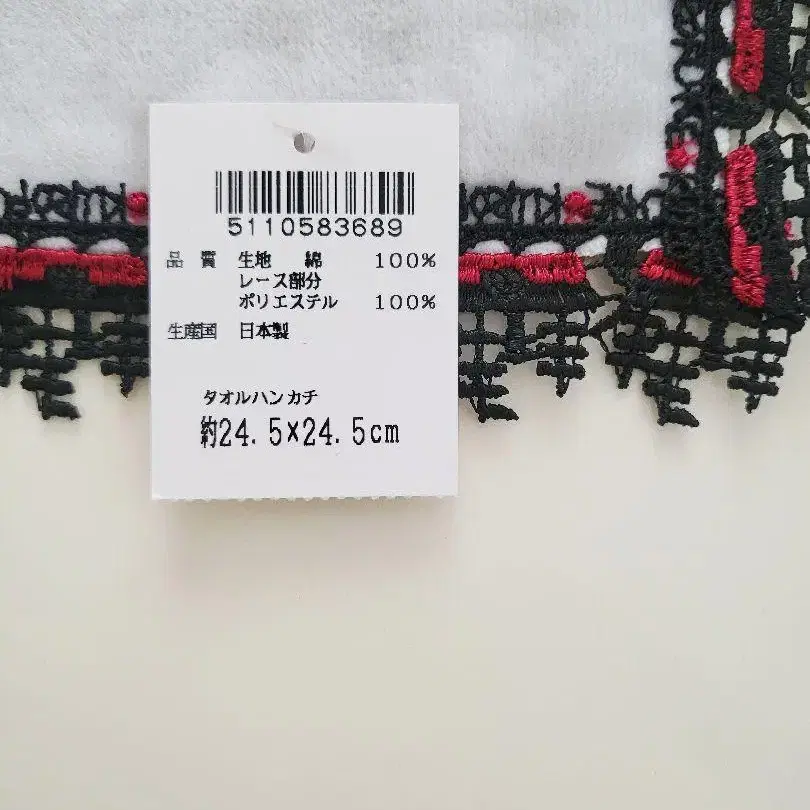 5110583689
品 質 生地 綿 100%
レース部分
ポリエステル 100%
生産国 日本製
タオルハンカチ
約24.5×24.5cm